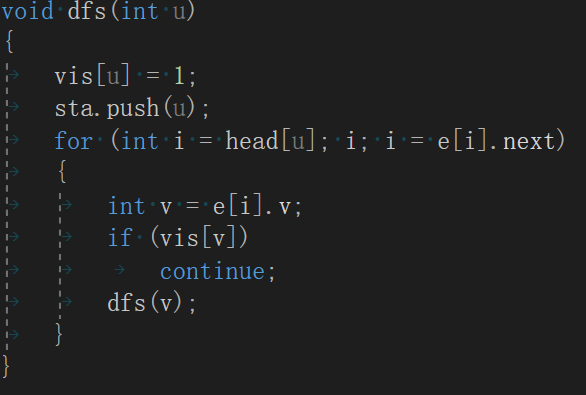 void dfs(int u)
{
    vis[u] = 1;
    sta.push(u);
    for (int i = head[u]; i; i = e[i].next)
    {
        int v = e[i].v;
        if (vis[v])
            continue;
        dfs(v);
    }
}